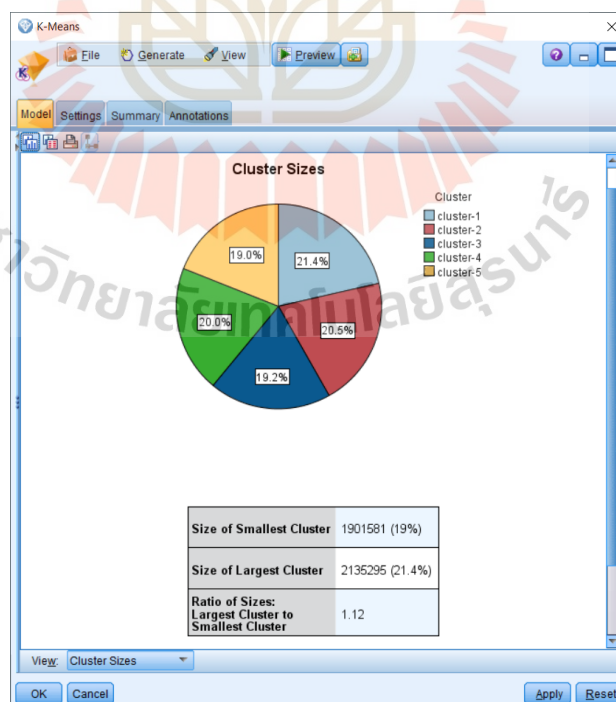 K-Means
File Generate View Preview
Model Settings Summary Annotations
Cluster Sizes
Cluster
cluster-1
cluster-2
cluster-3
cluster-4
cluster-5
19.0%
21.4%
20.0%
20.5%
19.2%
Size of Smallest Cluster 1901581 (19%)
Size of Largest Cluster 2135295 (21.4%)
Ratio of Sizes:
Largest Cluster to
Smallest Cluster
1.12
View: Cluster Sizes
OK Cancel Apply Reset